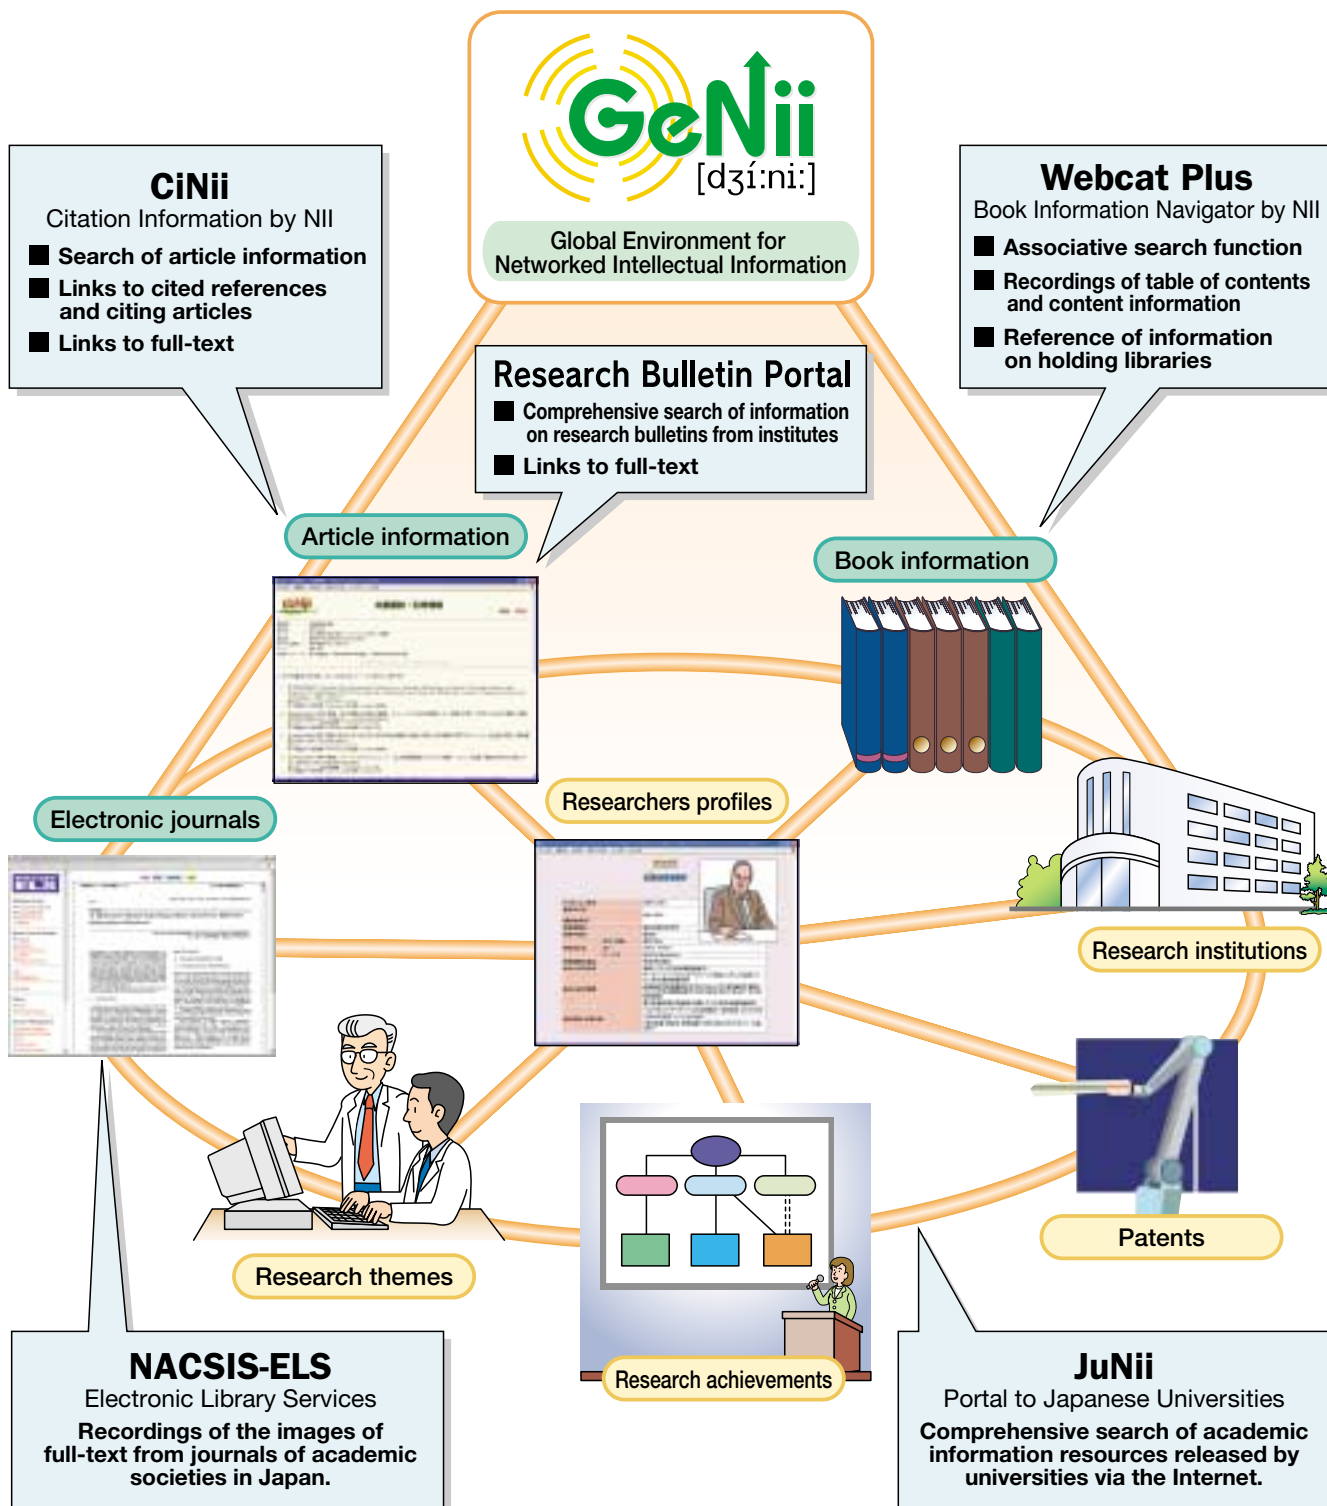 GeNii
[dʒí:ni:]
Global Environment for
Networked Intellectual Information
CiNii
Citation Information by NII
■ Search of article information
■ Links to cited references
and citing articles
■ Links to full-text
Webcat Plus
Book Information Navigator by NII
■ Associative search function
■ Recordings of table of contents
and content information
■ Reference of information
on holding libraries
Research Bulletin Portal
■ Comprehensive search of information
on research bulletins from institutes
■ Links to full-text
Article information
Book information
Researchers profiles
Electronic journals
Research institutions
Patents
Research themes
Research achievements
NACSIS-ELS
Electronic Library Services
Recordings of the images of
full-text from journals of academic
societies in Japan.
JuNii
Portal to Japanese Universities
Comprehensive search of academic
information resources released by
universities via the Internet.